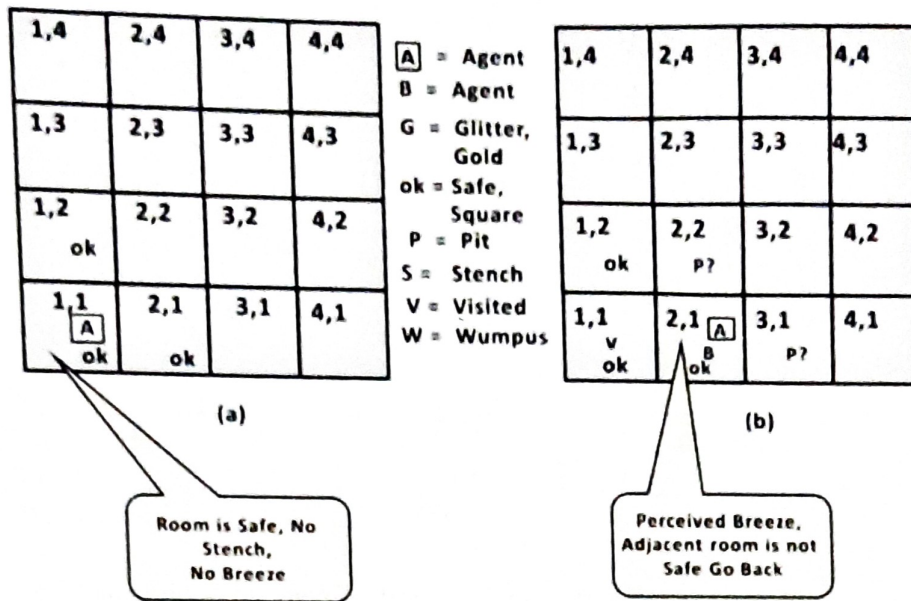 1,4 2,4 3,4 4,4
1,3 2,3 3,3 4,3
1,2 2,2 3,2 4,2
ok
1,1 2,1 3,1 4,1
A
ok ok
(a)
Room is Safe, No
Stench,
No Breeze
A = Agent
B = Agent
G = Glitter,
Gold
ok = Safe,
Square
P = Pit
S = Stench
V = Visited
W = Wumpus
1,4 2,4 3,4 4,4
1,3 2,3 3,3 4,3
1,2 2,2 3,2 4,2
ok P?
1,1 2,1 A 3,1 4,1
v B P?
ok ok
(b)
Perceived Breeze,
Adjacent room is not
Safe Go Back